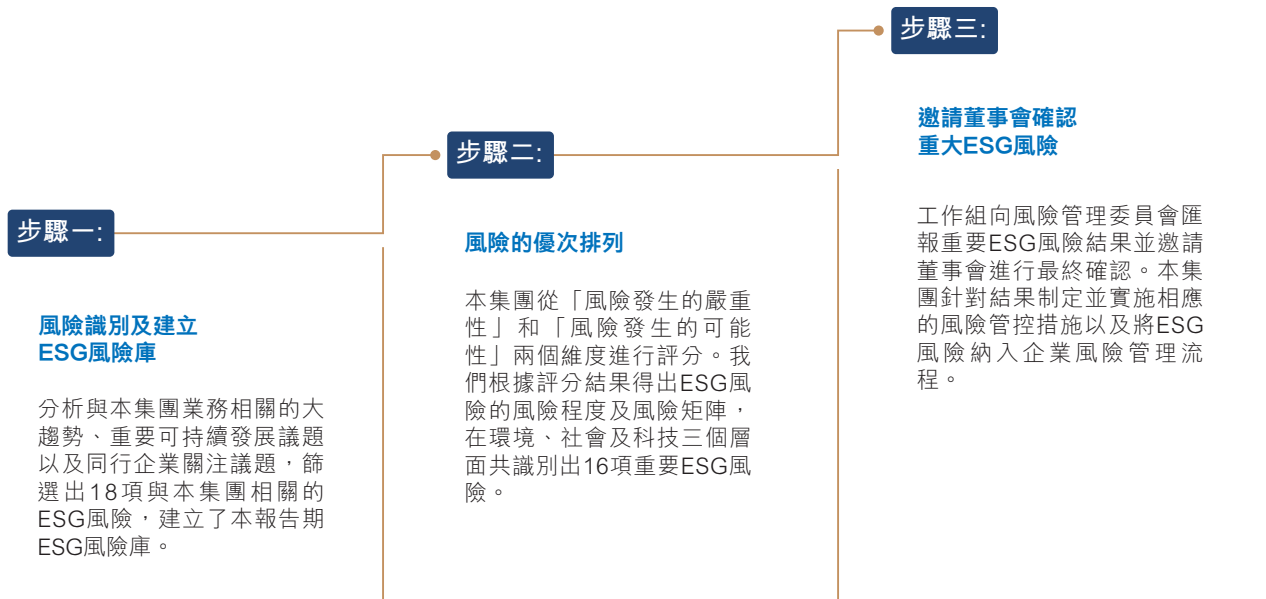 步驟一:
風險識別及建立
ESG風險庫
分析與本集團業務相關的大
趨勢、重要可持續發展議題
以及同行企業關注議題，篩
選出18項與本集團相關的
ESG風險，建立了本報告期
ESG風險庫。
步驟二:
風險的優次排列
本集團從「風險發生的嚴重
性」和「風險發生的可能
性」兩個維度進行評分。我
們根據評分結果得出ESG風
險的風險程度及風險矩陣，
在環境、社會及科技三個層
面共識別出16項重要ESG風
險。
步驟三:
邀請董事會確認
重大ESG風險
工作組向風險管理委員會匯
報重要ESG風險結果並邀請
董事會進行最終確認。本集
團針對結果制定並實施相應
的風險管控措施以及將ESG
風險納入企業風險管理流
程。